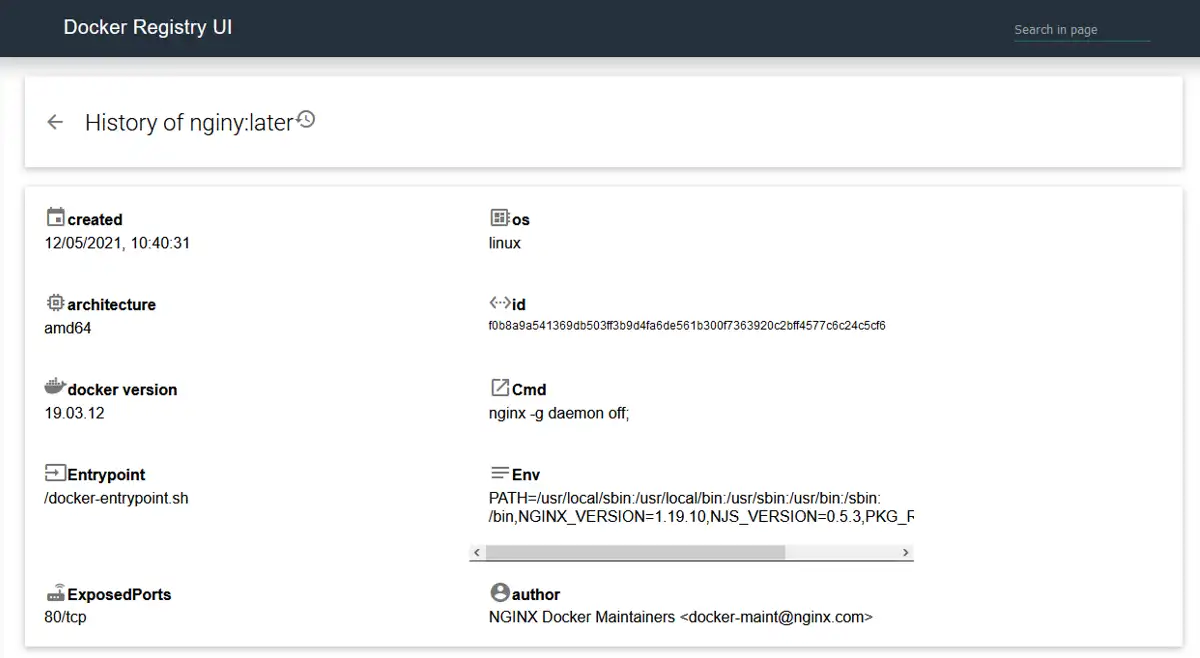 Docker Registry UI
Search in page
History of nginy:later
created
12/05/2021, 10:40:31
os
linux
architecture
amd64
id
f0b8a9a541369db503ff3b9d4fa6de561b300f7363920c2bff4577c6c24c5cf6
docker version
19.03.12
Cmd
nginx -g daemon off;
Entrypoint
/docker-entrypoint.sh
Env
PATH=/usr/local/sbin:/usr/local/bin:/usr/sbin:/usr/bin:/sbin:
/bin,NGINX_VERSION=1.19.10,NJS_VERSION=0.5.3,PKG_R
ExposedPorts
80/tcp
author
NGINX Docker Maintainers <docker-maint@nginx.com>